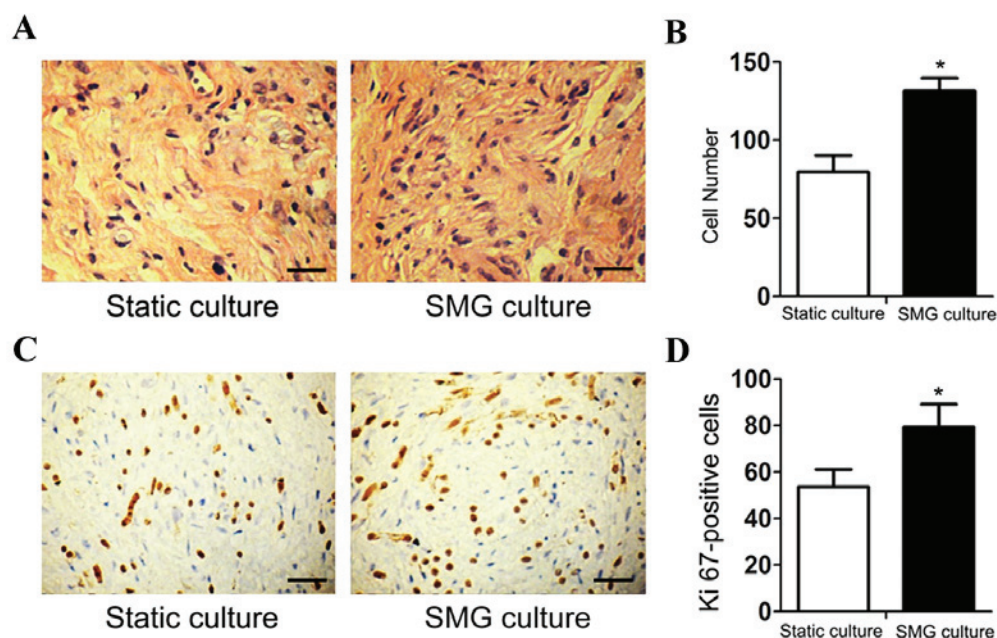 A
Static culture
SMG culture
B
*
150
100
50
0
Cell Number
Static culture
SMG culture
C
Static culture
SMG culture
D
*
100
80
60
40
20
0
Ki 67-positive cells
Static culture
SMG culture